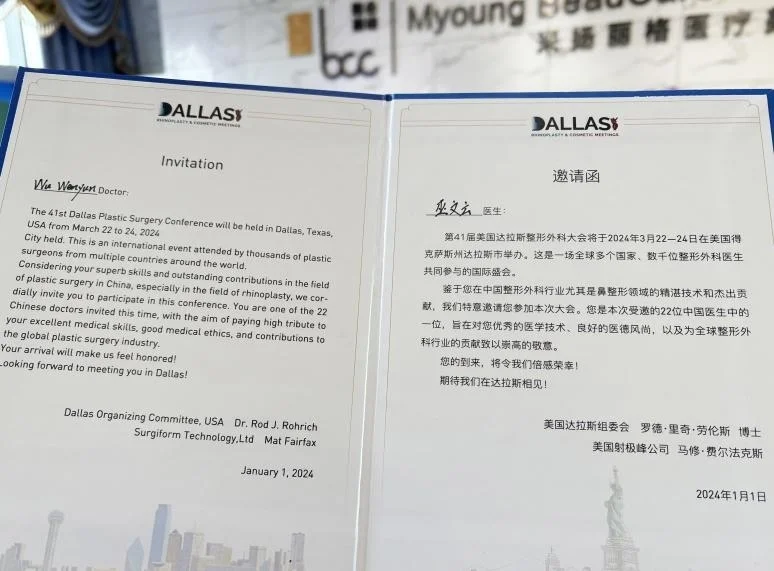 bcc
Myoung
米扬丽格医疗
DALLAS
RHINOPLASTY & COSMETIC MEETINGS
Invitation
Wu Wenyun Doctor:
The 41st Dallas Plastic Surgery Conference will be held in Dallas, Texas,
USA from March 22 to 24, 2024
City held. This is an international event attended by thousands of plastic
surgeons from multiple countries around the world.
Considering your superb skills and outstanding contributions in the field
of plastic surgery in China, especially in the field of rhinoplasty, we cor-
dially invite you to participate in this conference. You are one of the 22
Chinese doctors invited this time, with the aim of paying high tribute to
your excellent medical skills, good medical ethics, and contributions to
the global plastic surgery industry.
Your arrival will make us feel honored!
Looking forward to meeting you in Dallas!
Dallas Organizing Committee, USA Dr. Rod J. Rohrich
Surgiform Technology,Ltd Mat Fairfax
January 1, 2024
DALLAS
RHINOPLASTY & COSMETIC MEETINGS
邀请函
巫文云 医生:
第41届美国达拉斯整形外科大会将于2024年3月22—24日在美国得
克萨斯州达拉斯市举办。这是一场全球多个国家、数千位整形外科医生
共同参与的国际盛会。
鉴于您在中国整形外科行业尤其是鼻整形领域的精湛技术和杰出贡
献，我们特意邀请您参加本次大会。您是本次受邀的22位中国医生中的
一位，旨在对您优秀的医学技术、良好的医德风尚，以及为全球整形外
科行业的贡献致以崇高的敬意。
您的到来，将令我们倍感荣幸！
期待我们在达拉斯相见！
美国达拉斯组委会 罗德·里奇·劳伦斯 博士
美国射极峰公司 马修·费尔法克斯
2024年1月1日